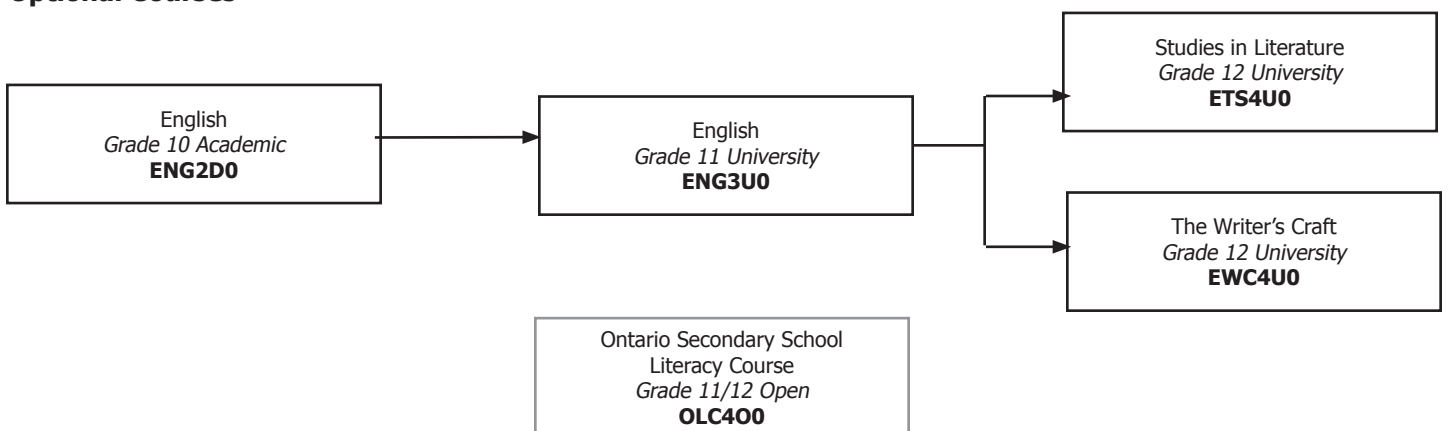 Optional Courses
English
Grade 10 Academic
ENG2D0
English
Grade 11 University
ENG3U0
Studies in Literature
Grade 12 University
ETS4U0
The Writer’s Craft
Grade 12 University
EWC4U0
Ontario Secondary School
Literacy Course
Grade 11/12 Open
OLC4O0